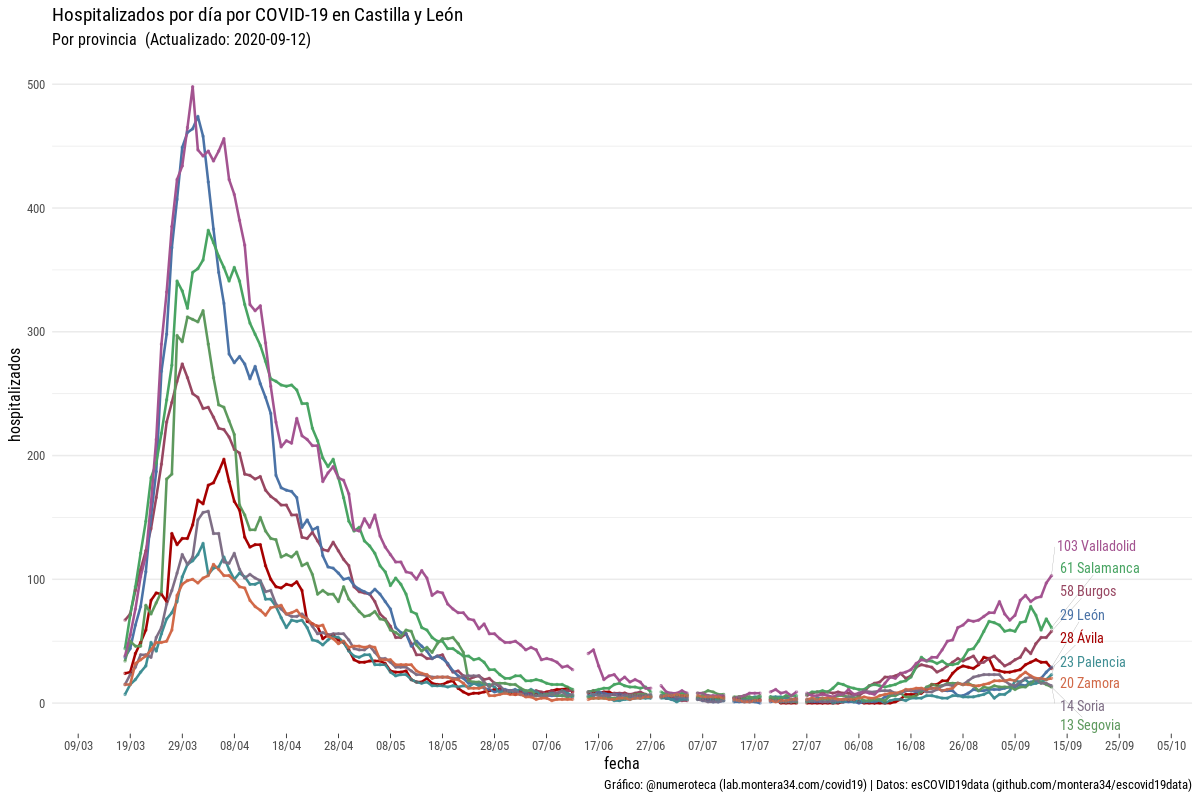 Hospitalizados por día por COVID-19 en Castilla y León
Por provincia (Actualizado: 2020-09-12)
hospitalizados
500
400
300
200
100
0
103 Valladolid
61 Salamanca
58 Burgos
29 León
28 Ávila
23 Palencia
20 Zamora
14 Soria
13 Segovia
09/03 19/03 29/03 08/04 18/04 28/04 08/05 18/05 28/05 07/06 17/06 27/06 07/07 17/07 27/07 06/08 16/08 26/08 05/09 15/09 25/09 05/10
fecha
Gráfico: @numeroteca (lab.montera34.com/covid19) | Datos: esCOVID19data (github.com/montera34/escovid19data)